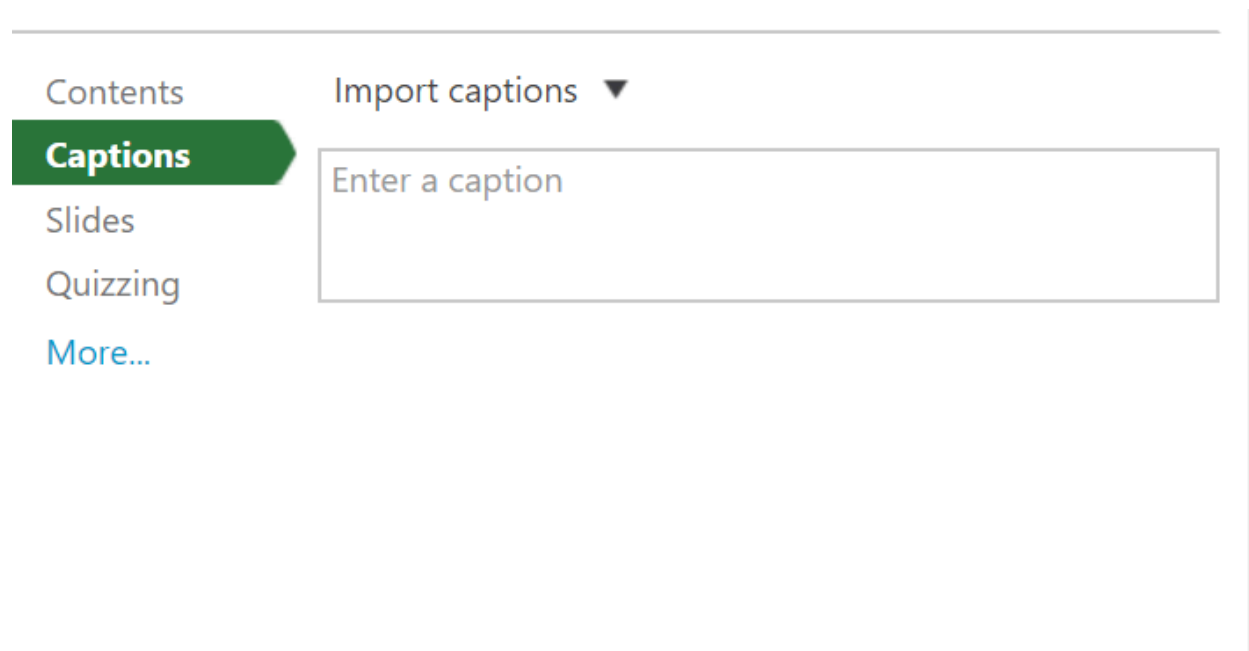 Contents
Captions
Slides
Quizzing
More...
Import captions
Enter a caption